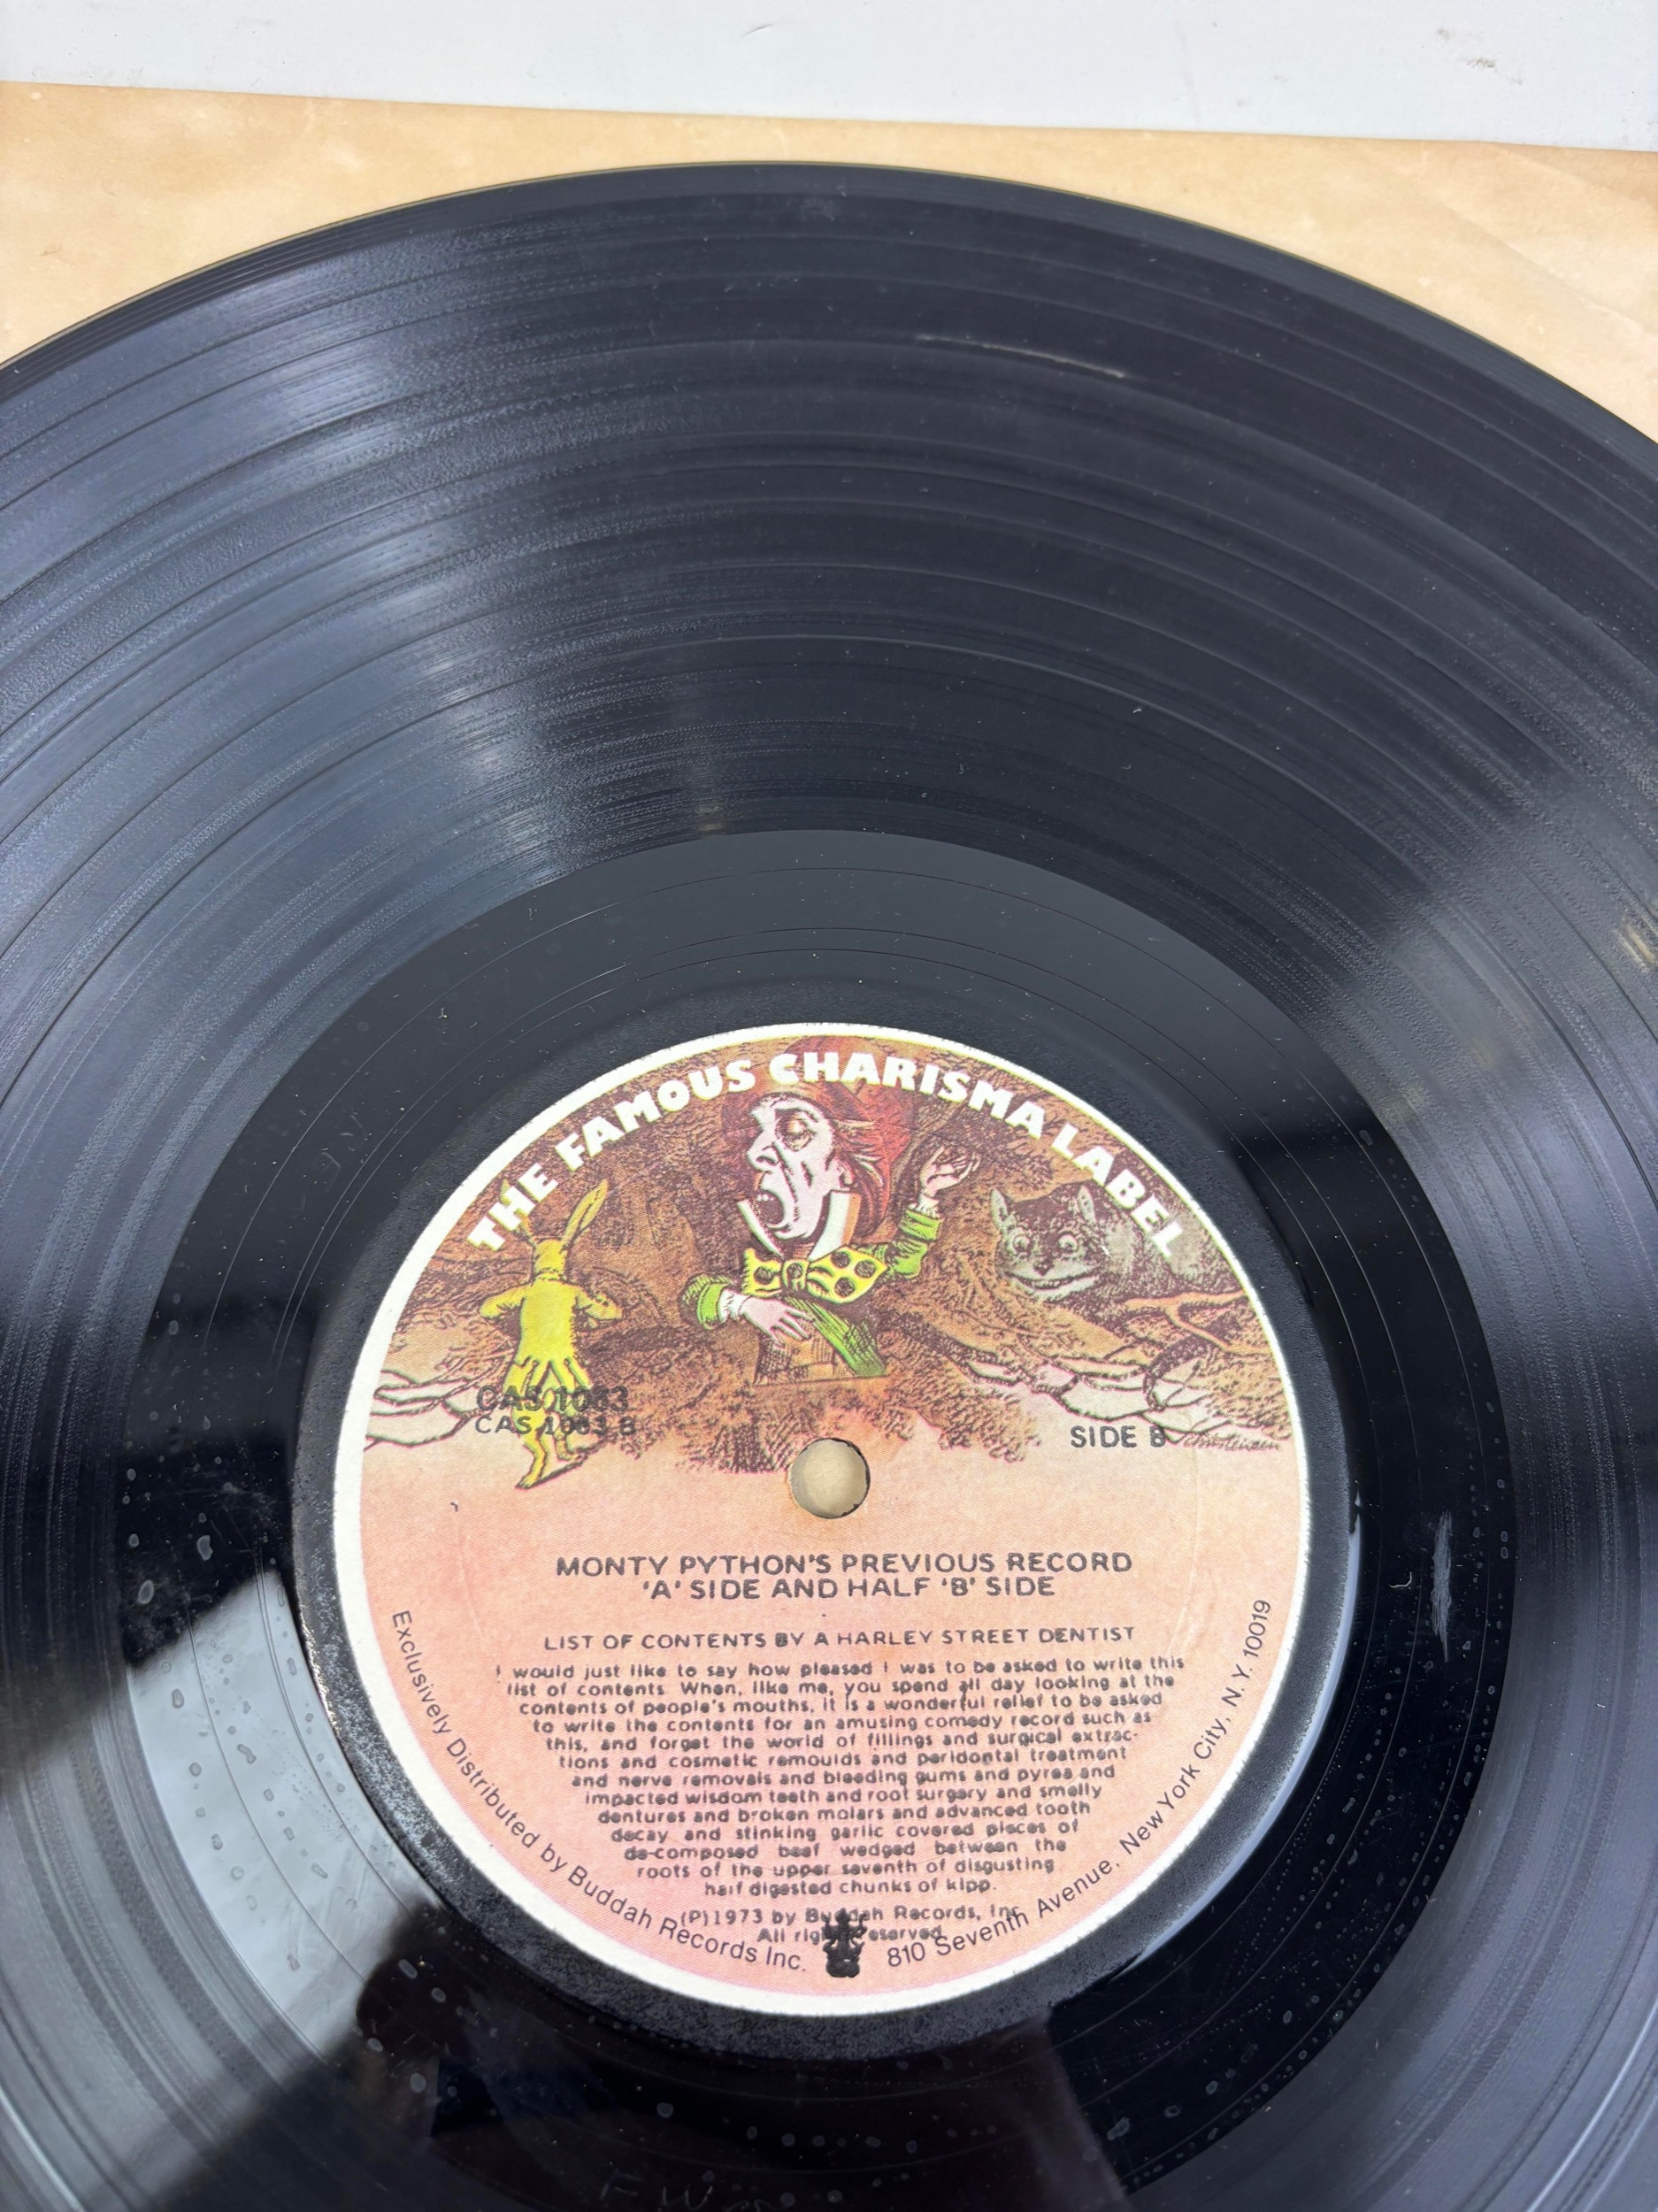 THE FAMOUS CHARISMA LABEL
CAS 1063
CAS 1063 B
SIDE B
MONTY PYTHON'S PREVIOUS RECORD
'A' SIDE AND HALF 'B' SIDE
LIST OF CONTENTS BY A HARLEY STREET DENTIST
I would just like to say how pleased I was to be asked to write this
list of contents. When, like me, you spend all day looking at the
contents of people's mouths, it is a wonderful relief to be asked
to write the contents for an amusing comedy record such as
this, and forget the world of fillings and surgical extrac-
tions and cosmetic remoulds and peridontal treatment
and nerve removals and bleeding gums and pyrea and
impacted wisdom teeth and root surgery and smelly
dentures and broken molars and advanced tooth
decay and stinking garlic covered pieces of
de-composed beef wedged between the
roots of the upper seventh of disgusting
half digested chunks of kipp.
(P)1973 by Buddah Records, Inc.
All rights reserved.
Exclusively Distributed by Buddah Records Inc. 810 Seventh Avenue, New York City, N.Y. 10019